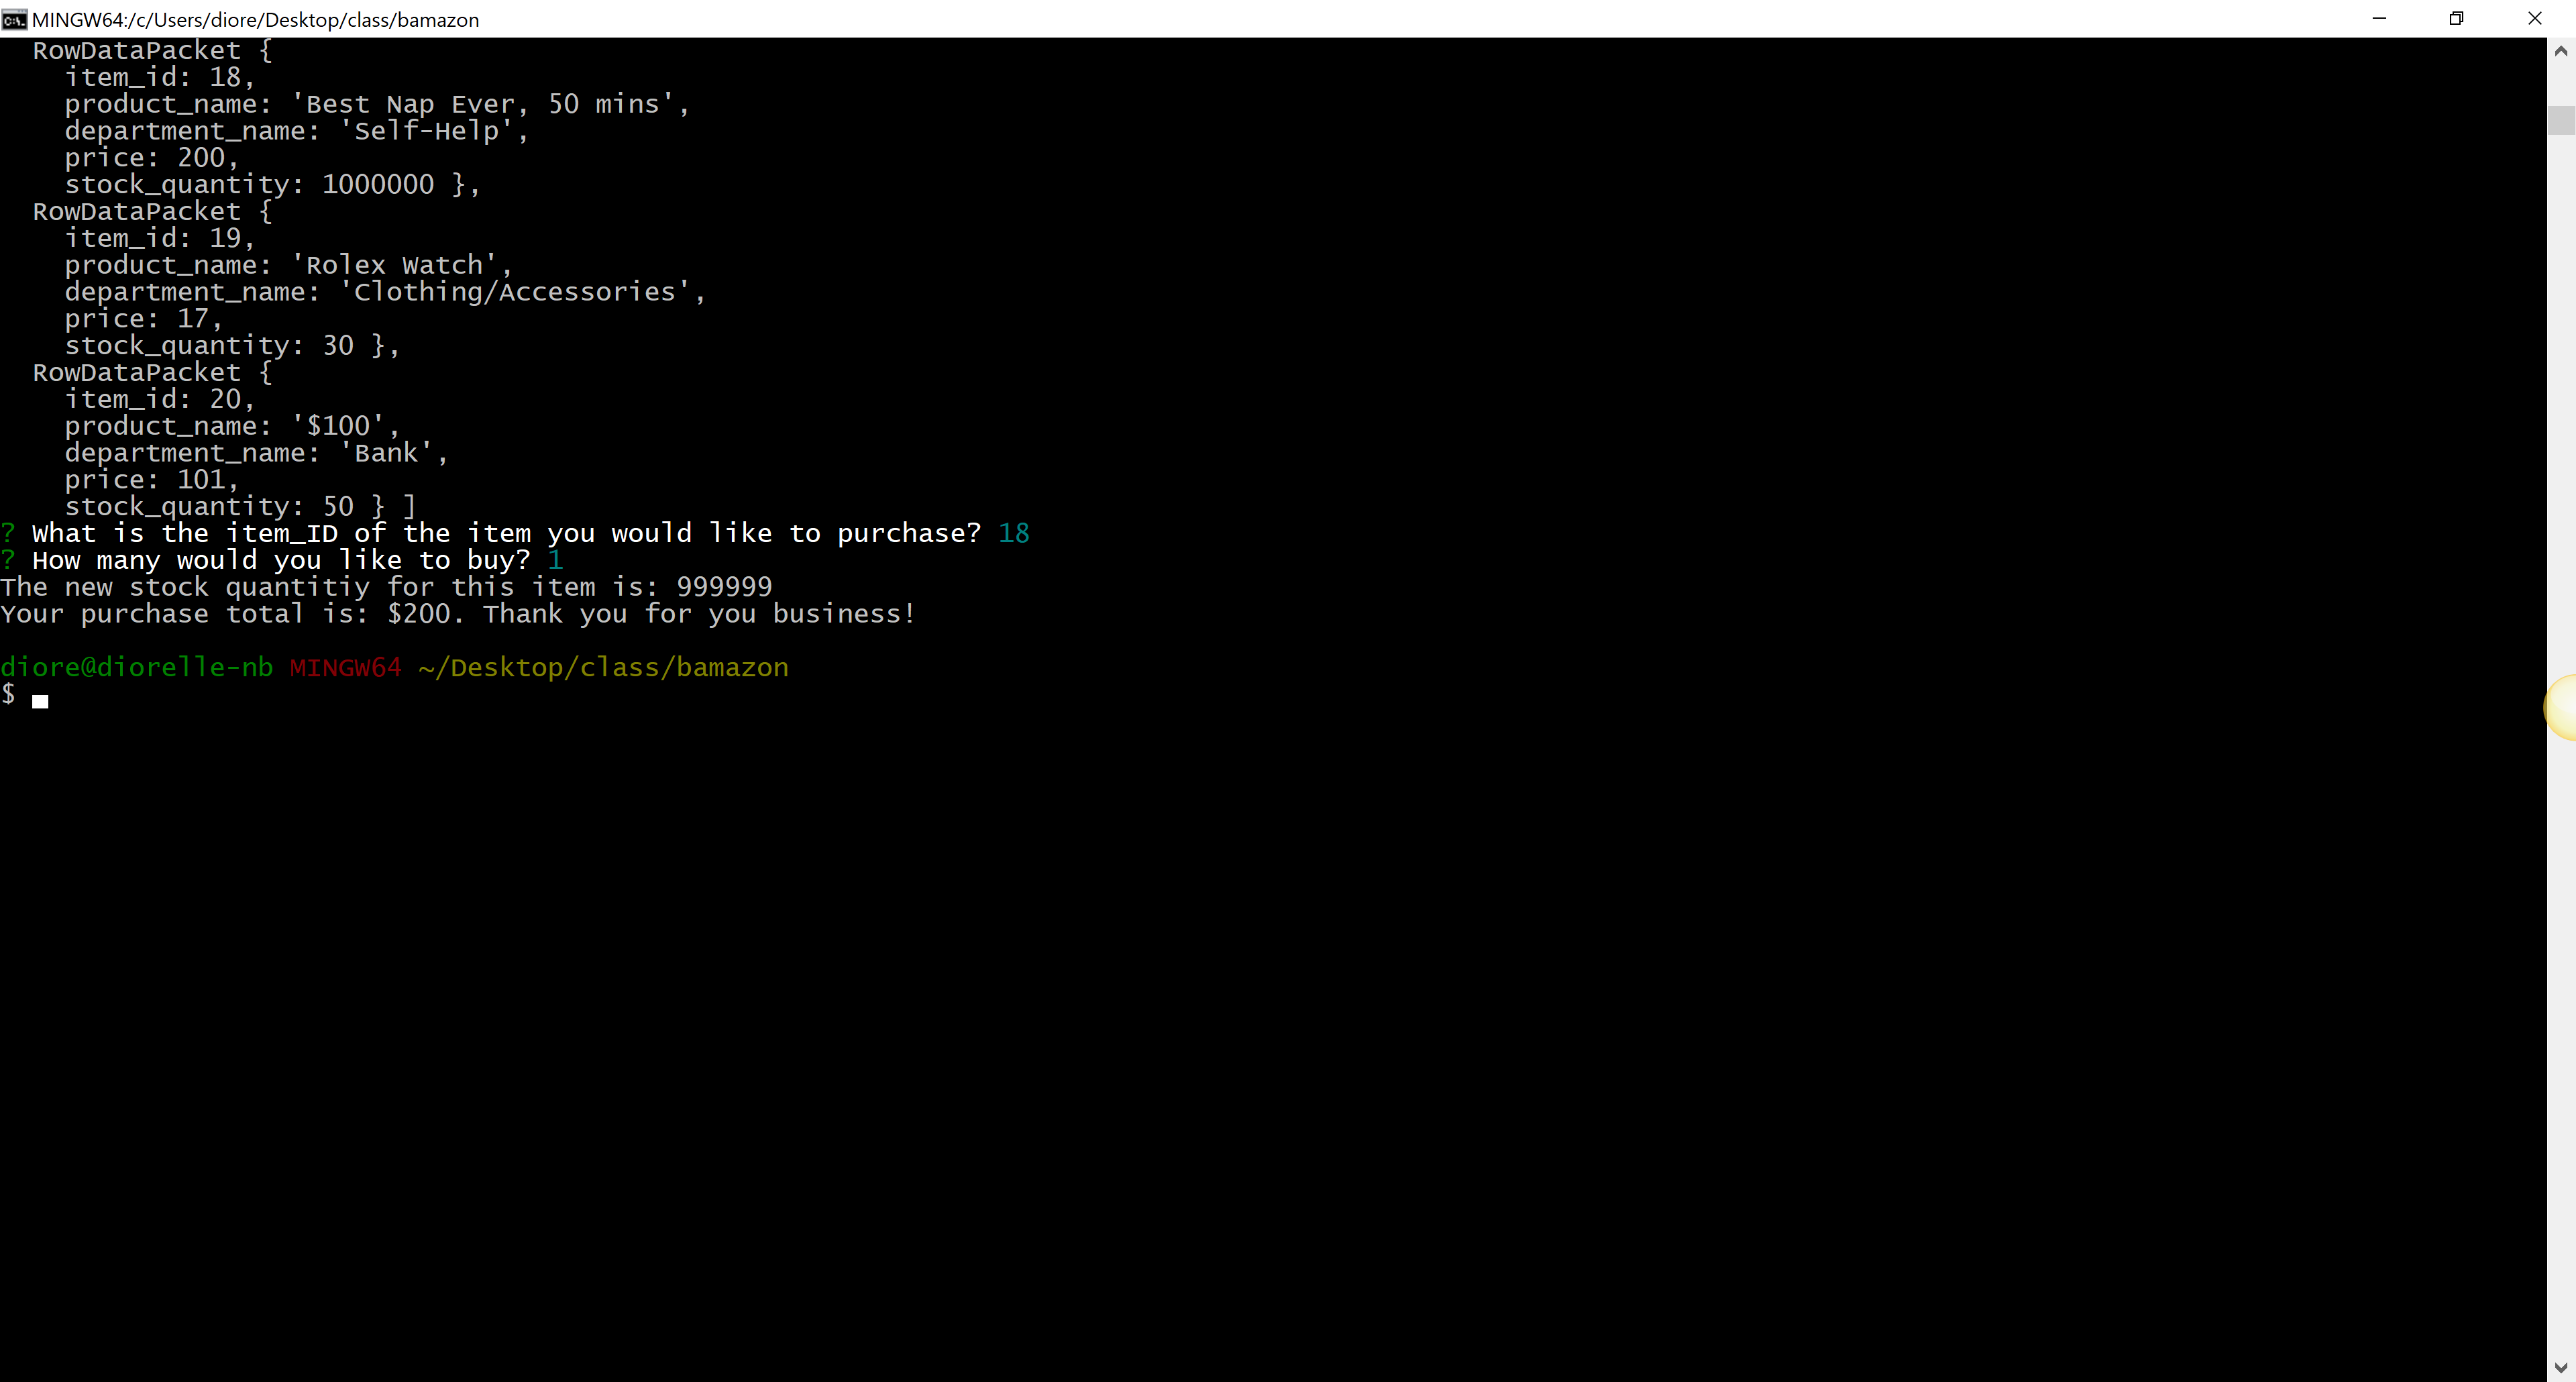 MINGW64:/c/Users/diore/Desktop/class/bamazon
RowDataPacket {
item_id: 18,
product_name: 'Best Nap Ever, 50 mins',
department_name: 'Self-Help',
price: 200,
stock_quantity: 1000000 },
RowDataPacket {
item_id: 19,
product_name: 'Rolex Watch',
department_name: 'Clothing/Accessories',
price: 17,
stock_quantity: 30 },
RowDataPacket {
item_id: 20,
product_name: '$100',
department_name: 'Bank',
price: 101,
stock_quantity: 50 } ]
? What is the item_ID of the item you would like to purchase? 18
? How many would you like to buy? 1
The new stock quantitiy for this item is: 999999
Your purchase total is: $200. Thank you for you business!
diore@diorelle-nb MINGW64 ~/Desktop/class/bamazon
$